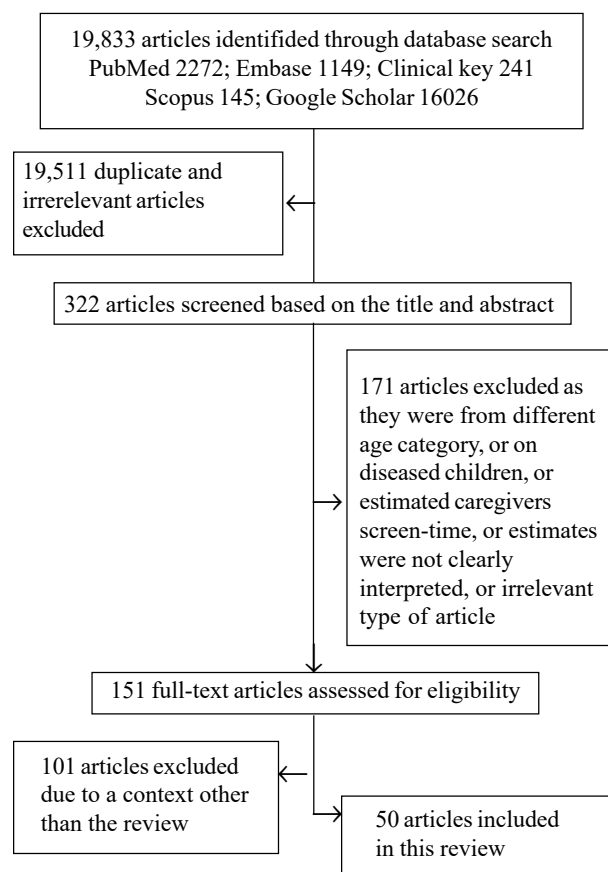 19,833 articles identifided through database search
PubMed 2272; Embase 1149; Clinical key 241
Scopus 145; Google Scholar 16026
19,511 duplicate and
irrerelevant articles
excluded
322 articles screened based on the title and abstract
171 articles excluded as
they were from different
age category, or on
diseased children, or
estimated caregivers
screen-time, or estimates
were not clearly
interpreted, or irrelevant
type of article
151 full-text articles assessed for eligibility
101 articles excluded
due to a context other
than the review
50 articles included
in this review